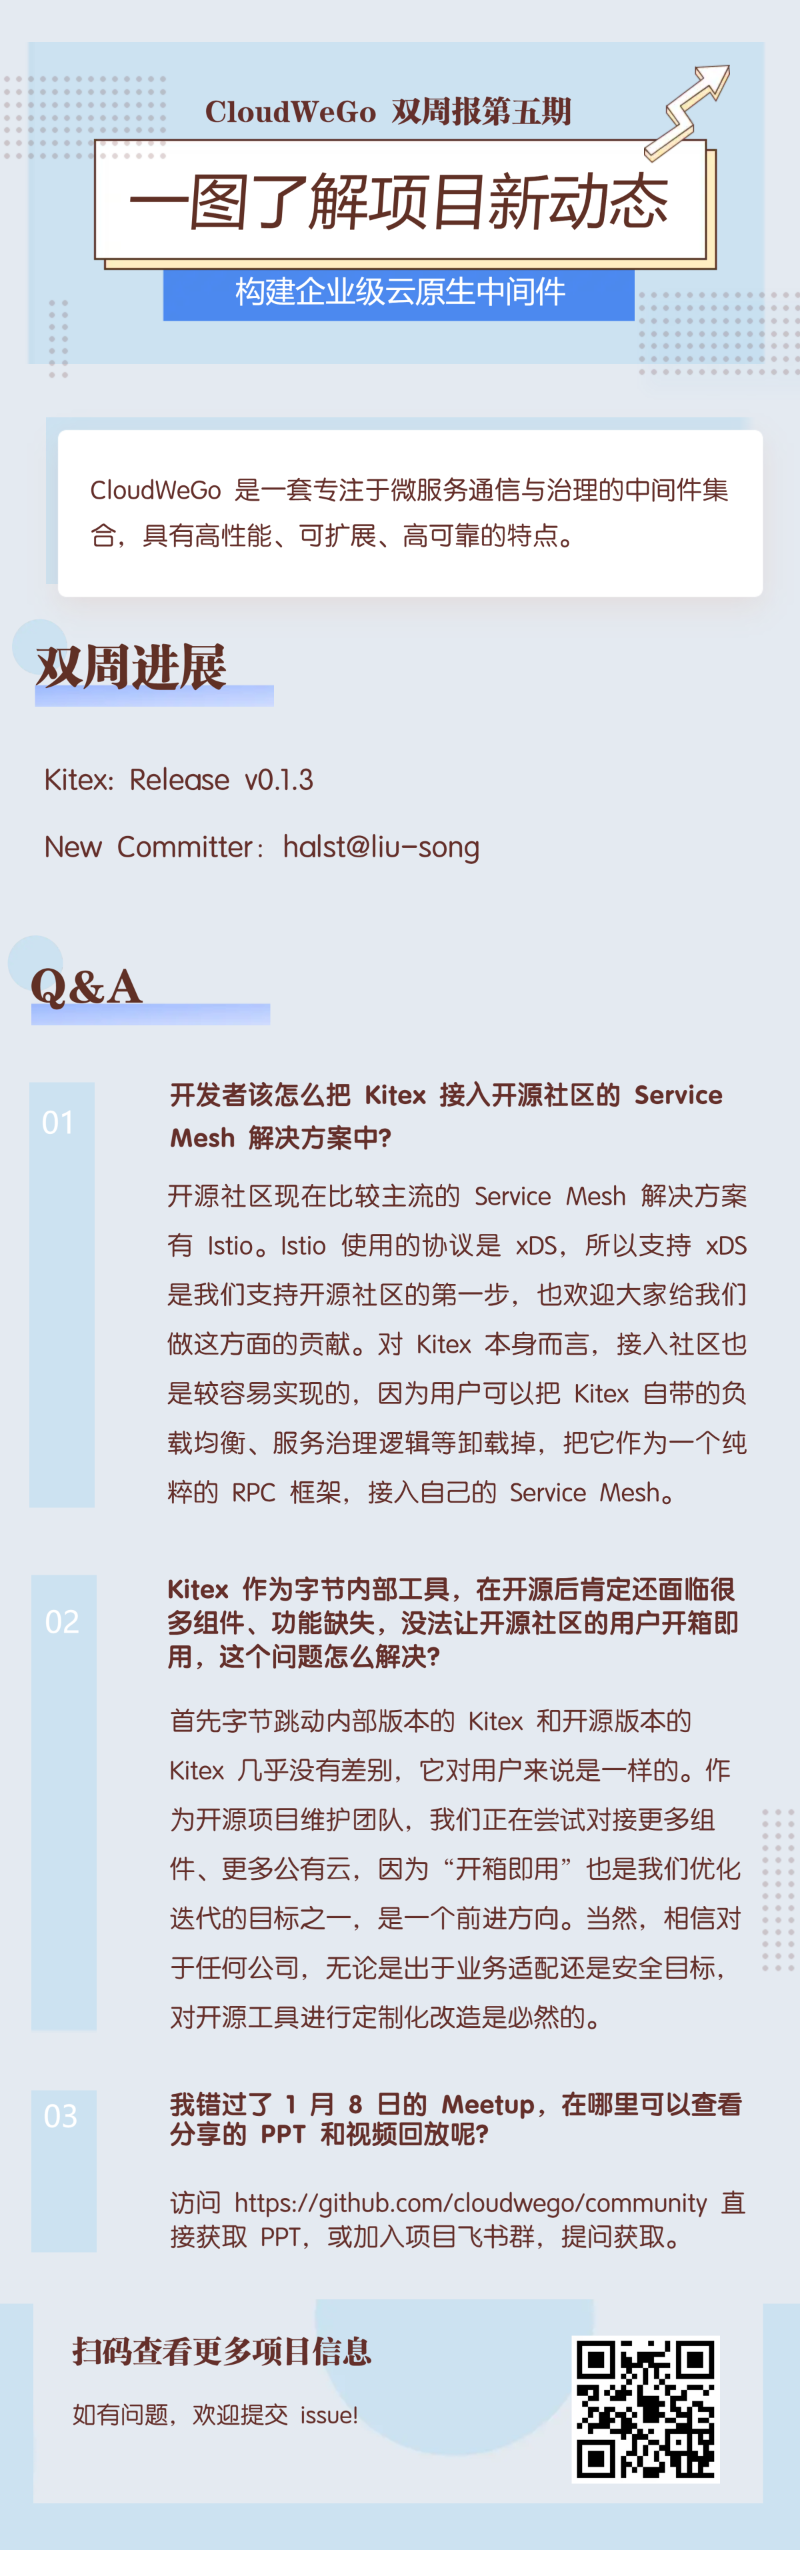 CloudWeGo 双周报第五期
一图了解项目新动态
构建企业级云原生中间件
CloudWeGo 是一套专注于微服务通信与治理的中间件集
合，具有高性能、可扩展、高可靠的特点。
双周进展
Kitex: Release v0.1.3
New Committer：halst@liu-song
Q&A
01
开发者该怎么把 Kitex 接入开源社区的 Service
Mesh 解决方案中?
开源社区现在比较主流的 Service Mesh 解决方案
有 Istio。Istio 使用的协议是 xDS，所以支持 xDS
是我们支持开源社区的第一步，也欢迎大家给我们
做这方面的贡献。对 Kitex 本身而言，接入社区也
是较容易实现的，因为用户可以把 Kitex 自带的负
载均衡、服务治理逻辑等卸载掉，把它作为一个纯
粹的 RPC 框架，接入自己的 Service Mesh。
02
Kitex 作为字节内部工具，在开源后肯定还面临很
多组件、功能缺失，没法让开源社区的用户开箱即
用，这个问题怎么解决?
首先字节跳动内部版本的 Kitex 和开源版本的
Kitex 几乎没有差别，它对用户来说是一样的。作
为开源项目维护团队，我们正在尝试对接更多组
件、更多公有云，因为“开箱即用”也是我们优化
迭代的目标之一，是一个前进方向。当然，相信对
于任何公司，无论是出于业务适配还是安全目标，
对开源工具进行定制化改造是必然的。
03
我错过了 1 月 8 日的 Meetup，在哪里可以查看
分享的 PPT 和视频回放呢?
访问 https://github.com/cloudwego/community 直
接获取 PPT，或加入项目飞书群，提问获取。
扫码查看更多项目信息
如有问题，欢迎提交 issue!